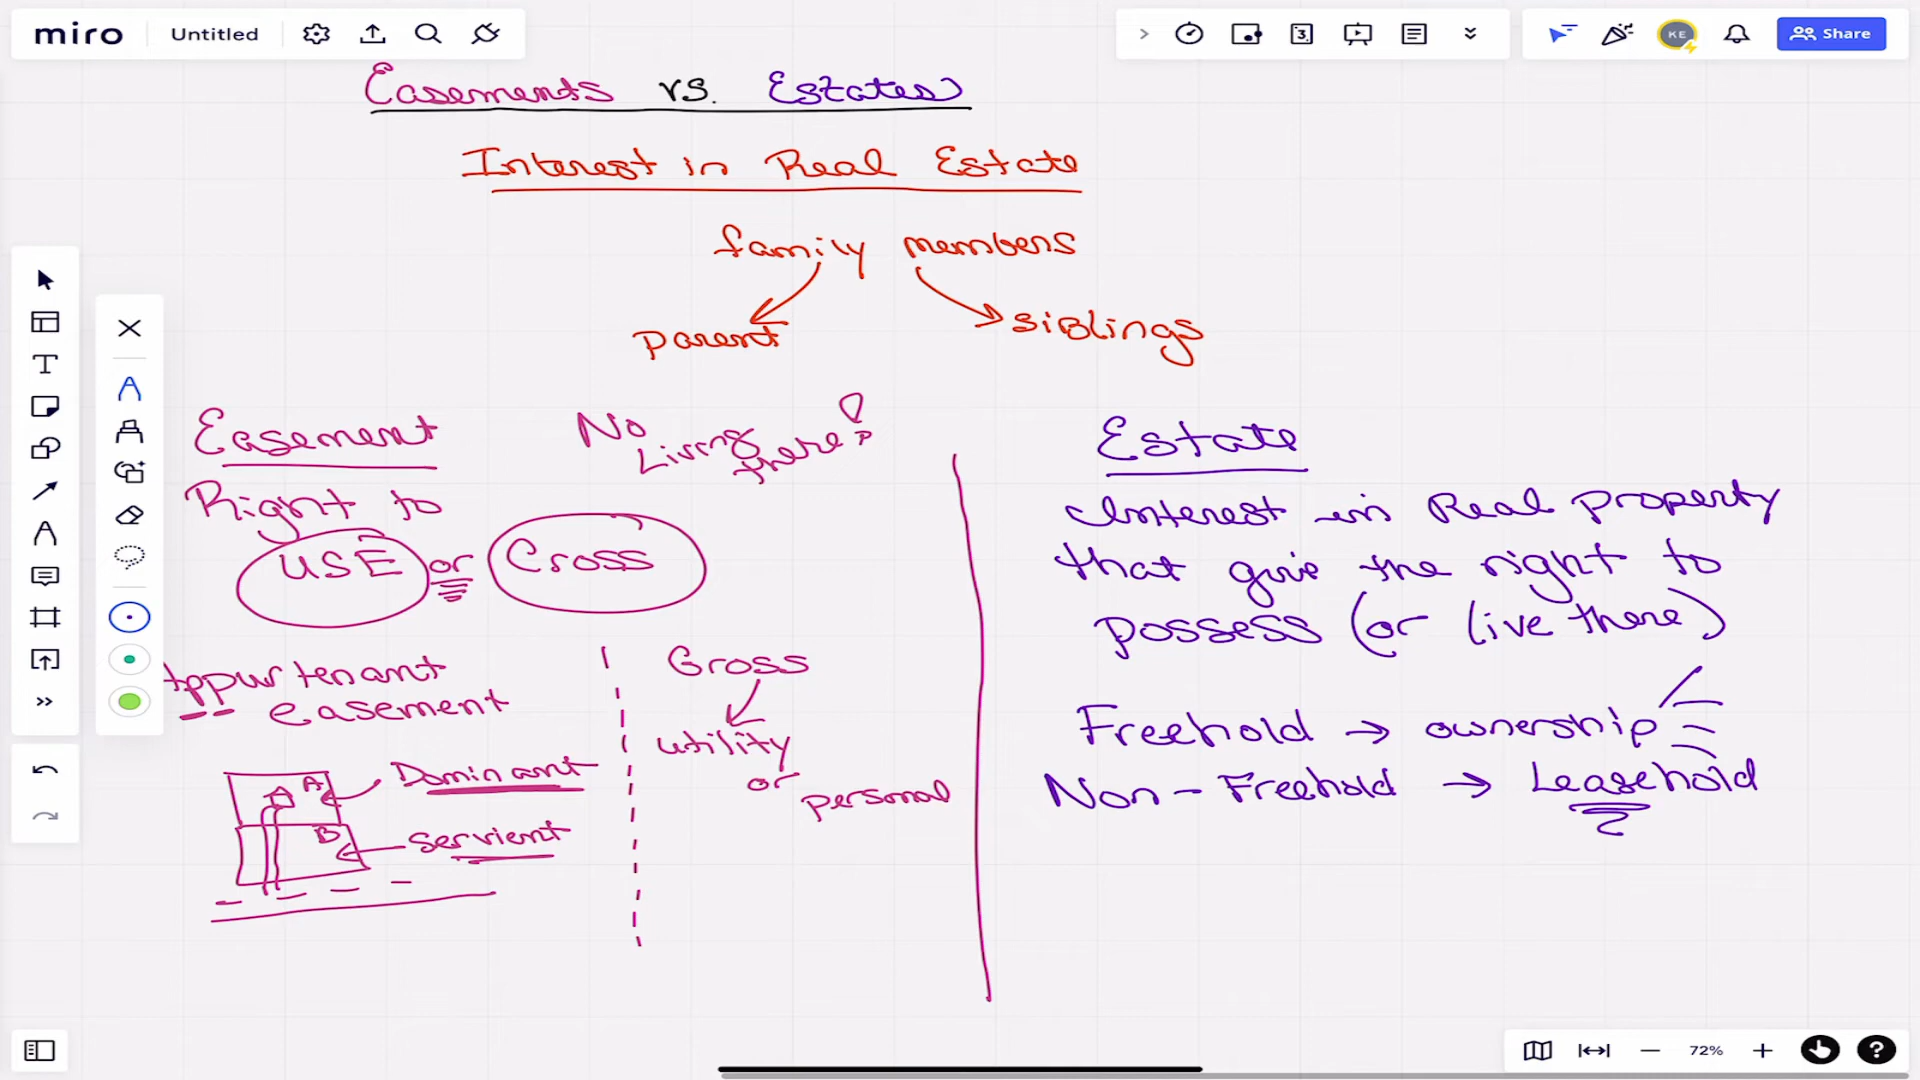 miro
Untitled
3
KE
Share
Easements vs. Estates
Interest in Real Estate
family members
parent
siblings
Easement
No Living there!
Right to
USE or Cross
Appurtenant
easement
Gross
utility
or
personal
A
Dominant
B
Servient
Estate
Interest in Real property
that give the right to
possess (or live there)
Freehold → ownership
Non-Freehold → Leasehold
72%